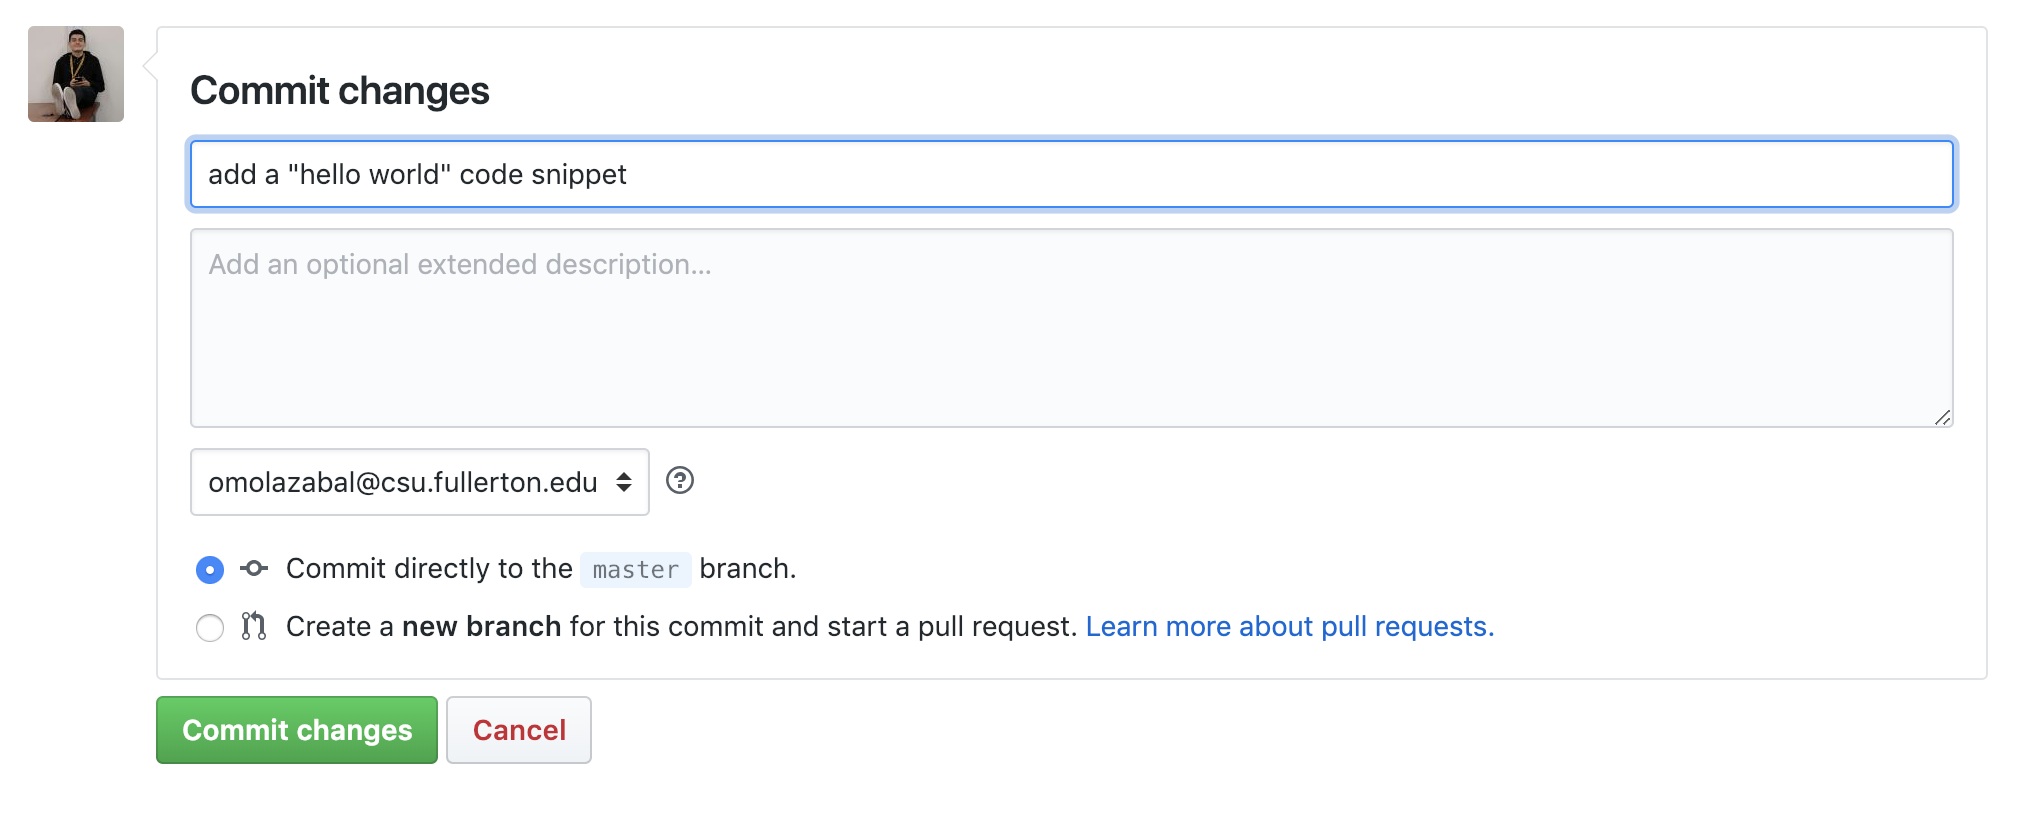 Commit changes
add a "hello world" code snippet
Add an optional extended description...
omolazabal@csu.fullerton.edu
Commit directly to the master branch.
Create a new branch for this commit and start a pull request. Learn more about pull requests.
Commit changes Cancel